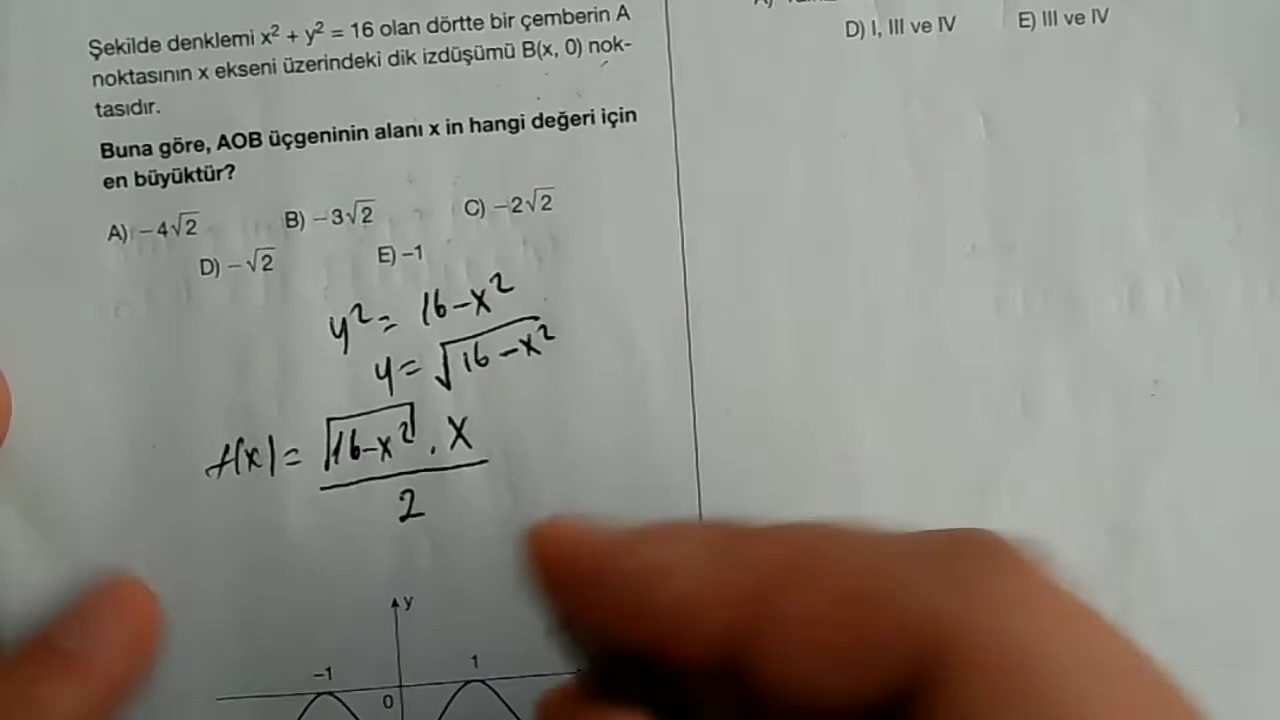 Şekilde denklemi x² + y² = 16 olan dörtte bir çemberin A
noktasının x ekseni üzerindeki dik izdüşümü B(x, 0) nok-
tasıdır.
Buna göre, AOB üçgeninin alanı x in hangi değeri için
en büyüktür?
A) −4√2 B) −3√2 C) −2√2
D) −√2 E) −1
y² = 16−x²
y = √16−x²
f(x) = √16−x² . x
2
y
−1 1
0
D) I, III ve IV E) III ve IV